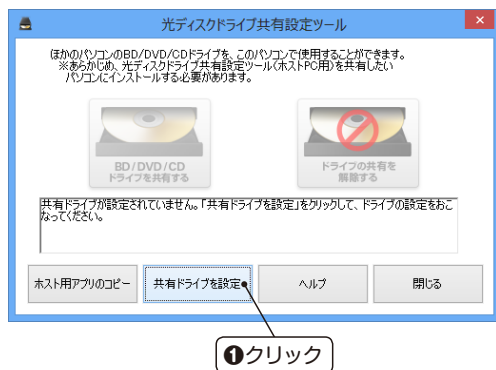 光ディスクドライブ共有設定ツール
ほかのパソコンのBD/DVD/CDドライブを、このパソコンで使用することができます。
※あらかじめ、光ディスクドライブ共有設定ツール(ホストPC用)を共有したい
パソコンにインストールする必要があります。
BD/DVD/CD
ドライブを共有する
ドライブの共有を
解除する
共有ドライブが設定されていません。「共有ドライブを設定」をクリックして、ドライブの設定をおこ
なってください。
ホスト用アプリのコピー
共有ドライブを設定
ヘルプ
閉じる
❶クリック